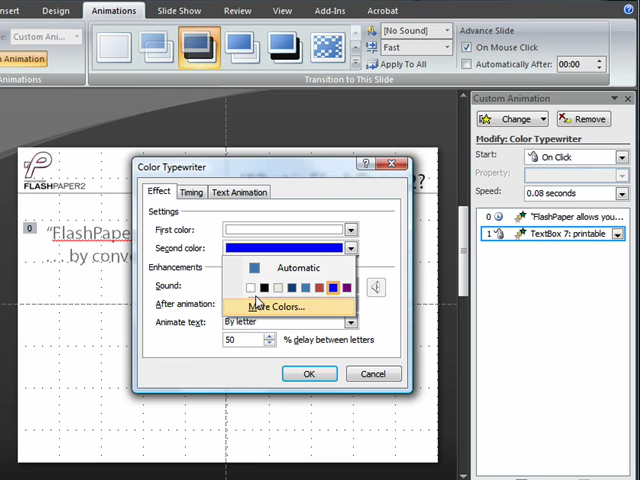 nsert Design Animations Slide Show Review View Add-Ins Acrobat
Custom Ani...
n Animation
nimations
[No Sound]
Fast
Apply To All
Transition to This Slide
Advance Slide
On Mouse Click
Automatically After: 00:00
Custom Animation
Change Remove
Modify: Color Typewriter
Start: On Click
Property:
Speed: 0.08 seconds
0 "FlashPaper allows you...
1 TextBox 7: printable
FLASHPAPER2
?
0 "FlashPape
. . . by conv
Color Typewriter
Effect Timing Text Animation
Settings
First color:
Second color:
Automatic
Enhancements
Sound:
After animation:
More Colors...
Animate text: By letter
50 % delay between letters
OK Cancel